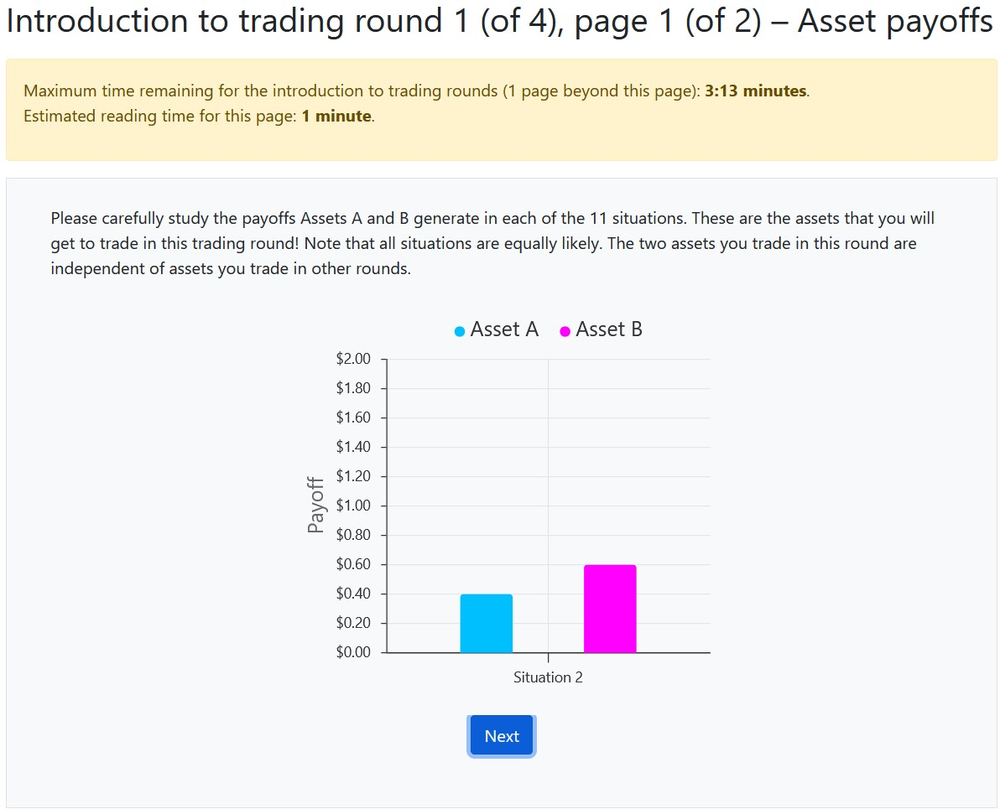 Introduction to trading round 1 (of 4), page 1 (of 2) – Asset payoffs
Maximum time remaining for the introduction to trading rounds (1 page beyond this page): 3:13 minutes.
Estimated reading time for this page: 1 minute.
Please carefully study the payoffs Assets A and B generate in each of the 11 situations. These are the assets that you will
get to trade in this trading round! Note that all situations are equally likely. The two assets you trade in this round are
independent of assets you trade in other rounds.
Asset A Asset B
$2.00
$1.80
$1.60
$1.40
$1.20
$1.00
$0.80
$0.60
$0.40
$0.20
$0.00
Payoff
Situation 2
Next